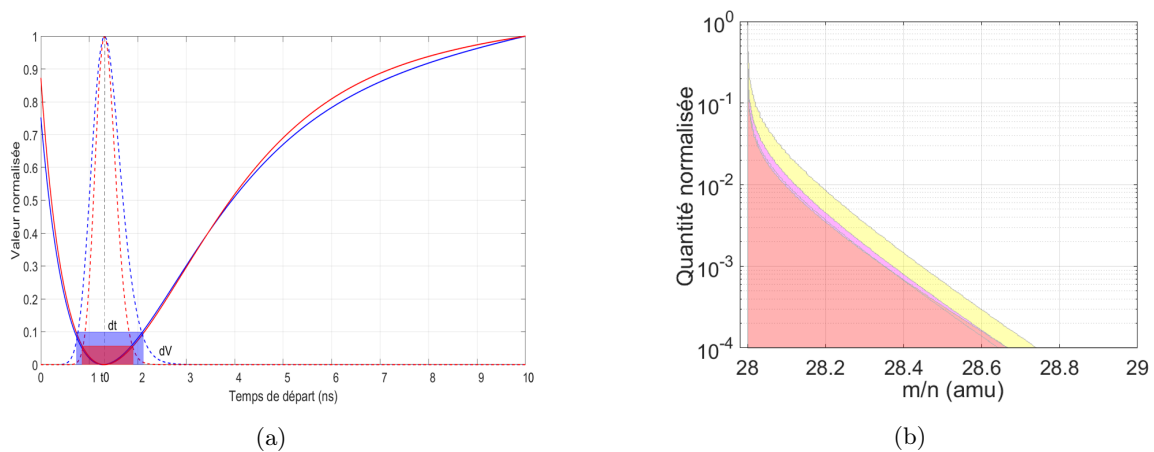 1
0.9
0.8
0.7
0.6
0.5
0.4
0.3
0.2
0.1
0
Valeur normalisée
dt
dV
0 1 t0 2 3 4 5 6 7 8 9 10
Temps de départ (ns)
(a)
10^0
10^-1
10^-2
10^-3
10^-4
Quantité normalisée
28 28.2 28.4 28.6 28.8 29
m/n (amu)
(b)